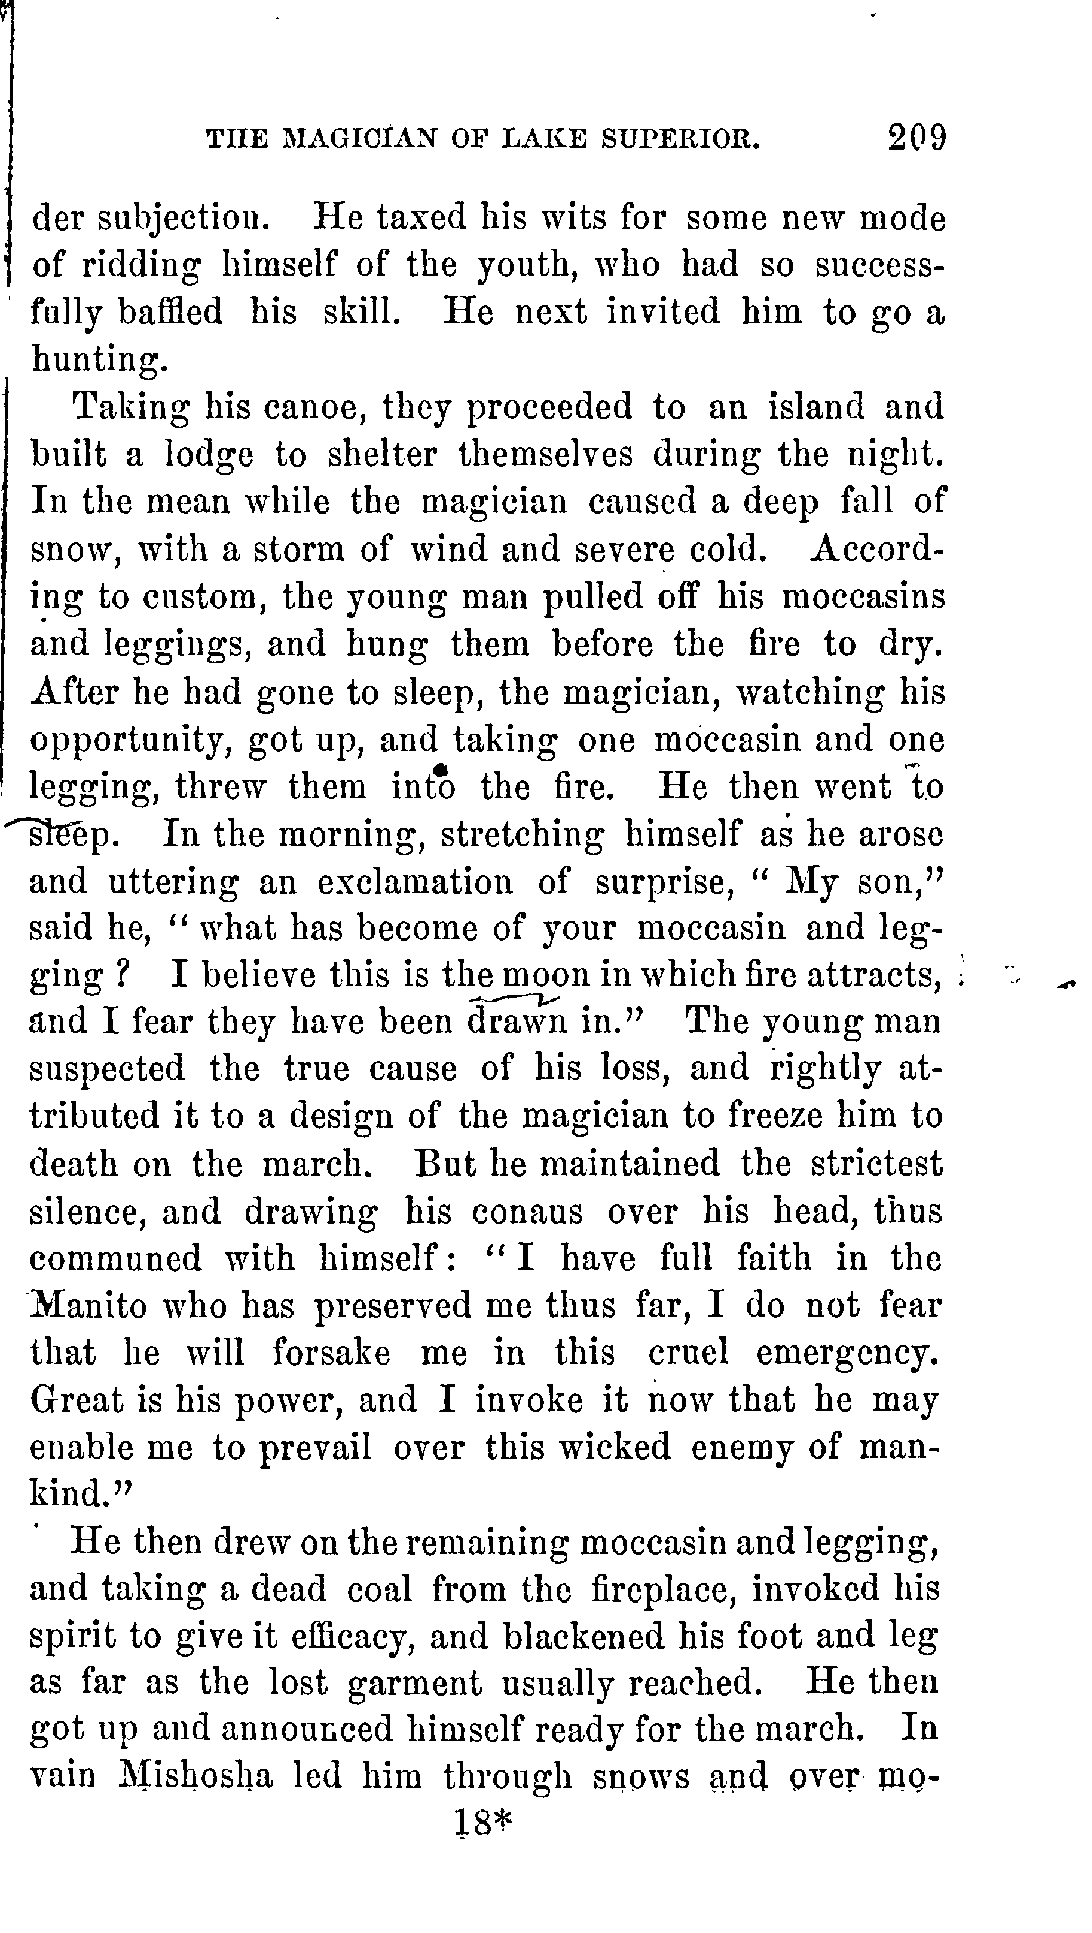 THE MAGICIAN OF LAKE SUPERIOR. 209
der subjection. He taxed his wits for some new mode
of ridding himself of the youth, who had so success-
fully baffled his skill. He next invited him to go a
hunting.
Taking his canoe, they proceeded to an island and
built a lodge to shelter themselves during the night.
In the mean while the magician caused a deep fall of
snow, with a storm of wind and severe cold. Accord-
ing to custom, the young man pulled off his moccasins
and leggings, and hung them before the fire to dry.
After he had gone to sleep, the magician, watching his
opportunity, got up, and taking one moccasin and one
legging, threw them into the fire. He then went to
sleep. In the morning, stretching himself as he arose
and uttering an exclamation of surprise, “ My son,”
said he, “ what has become of your moccasin and leg-
ging ? I believe this is the moon in which fire attracts,
and I fear they have been drawn in.” The young man
suspected the true cause of his loss, and rightly at-
tributed it to a design of the magician to freeze him to
death on the march. But he maintained the strictest
silence, and drawing his conaus over his head, thus
communed with himself: “ I have full faith in the
Manito who has preserved me thus far, I do not fear
that he will forsake me in this cruel emergency.
Great is his power, and I invoke it now that he may
enable me to prevail over this wicked enemy of man-
kind.”
He then drew on the remaining moccasin and legging,
and taking a dead coal from the fireplace, invoked his
spirit to give it efficacy, and blackened his foot and leg
as far as the lost garment usually reached. He then
got up and announced himself ready for the march. In
vain Mishosha led him through snows and over mo-
18*